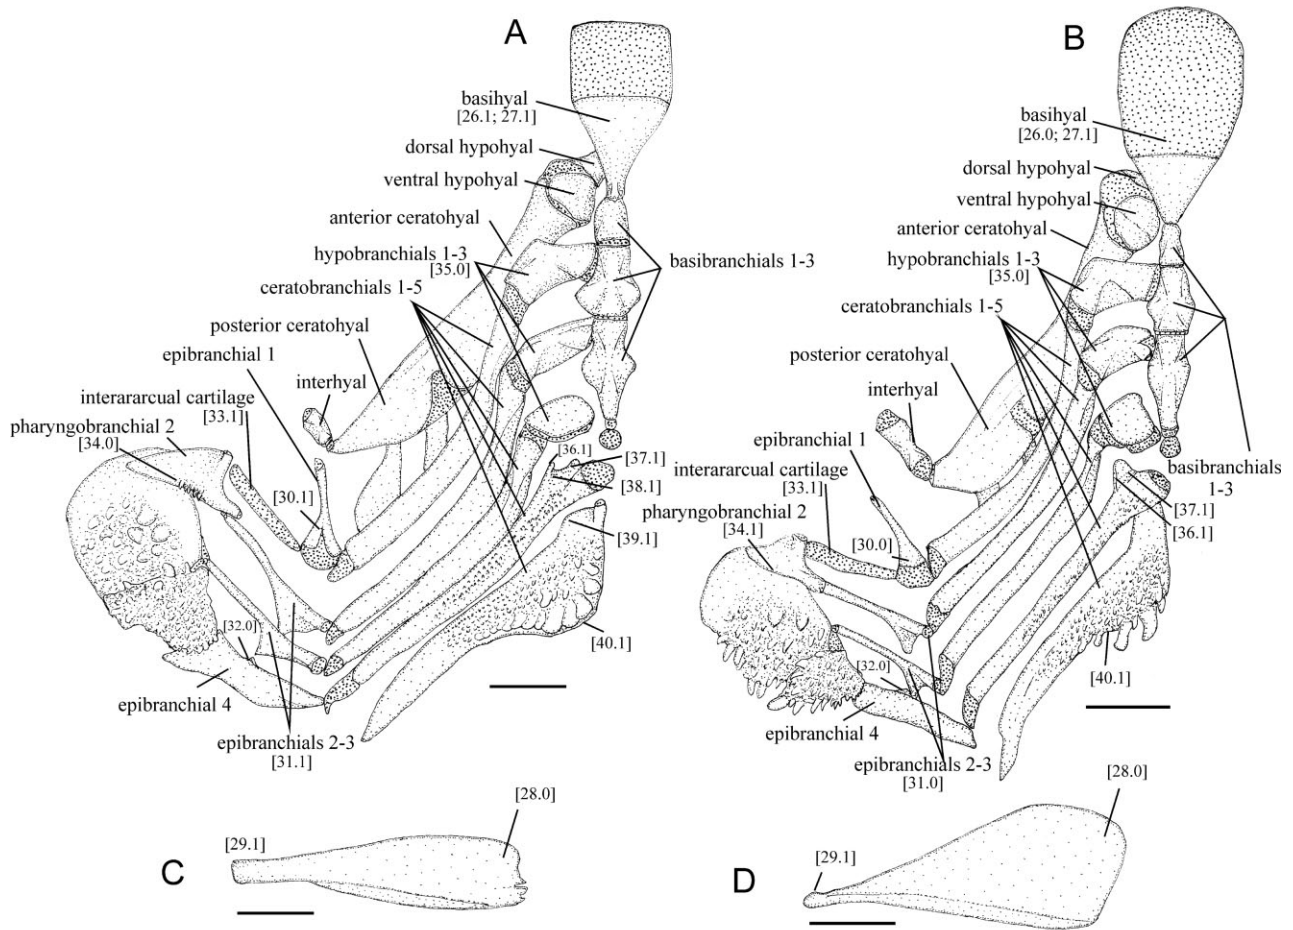 A
basihyal
[26.1; 27.1]
dorsal hypohyal
ventral hypohyal
anterior ceratohyal
hypobranchials 1-3
[35.0]
ceratobranchials 1-5
posterior ceratohyal
epibranchial 1
interhyal
interararcual cartilage
[33.1]
pharyngobranchial 2
[34.0]
[30.1]
basibranchials 1-3
[36.1]
[37.1]
[38.1]
[39.1]
[40.1]
[32.0]
epibranchial 4
epibranchials 2-3
[31.1]
B
basihyal
[26.0; 27.1]
dorsal hypohyal
ventral hypohyal
anterior ceratohyal
hypobranchials 1-3
[35.0]
ceratobranchials 1-5
posterior ceratohyal
interhyal
epibranchial 1
interararcual cartilage
[33.1]
pharyngobranchial 2
[34.1]
[30.0]
basibranchials
1-3
[37.1]
[36.1]
[40.1]
[32.0]
epibranchial 4
epibranchials 2-3
[31.0]
C
[29.1]
[28.0]
D
[29.1]
[28.0]